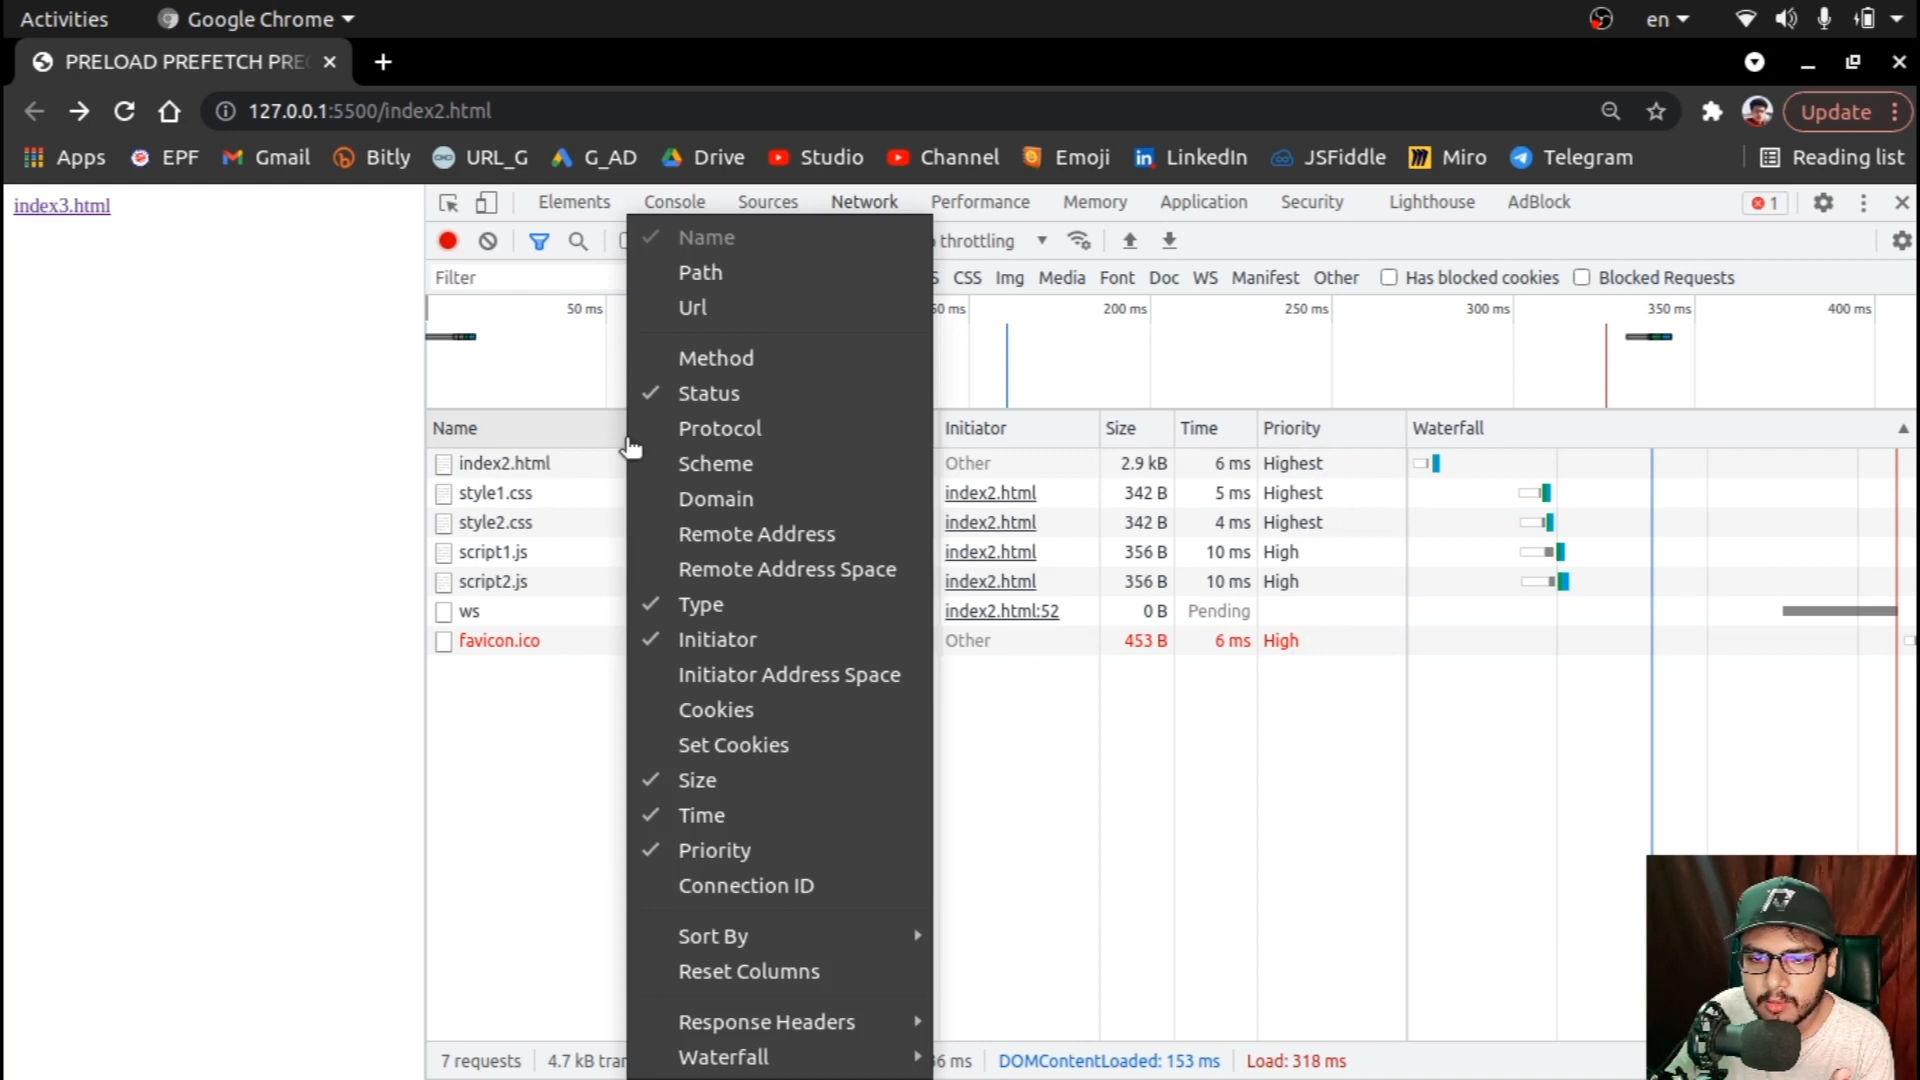 Activities Google Chrome en
PRELOAD PREFETCH PREC
127.0.0.1:5500/index2.html Update
Apps EPF Gmail Bitly URL_G G_AD Drive Studio Channel Emoji LinkedIn JSFiddle Miro Telegram Reading list
index3.html
Elements Console Sources Network Performance Memory Application Security Lighthouse AdBlock 1
throttling
Filter CSS Img Media Font Doc WS Manifest Other Has blocked cookies Blocked Requests
50 ms 200 ms 250 ms 300 ms 350 ms 400 ms
Name Initiator Size Time Priority Waterfall
index2.html Other 2.9 kB 6 ms Highest
style1.css index2.html 342 B 5 ms Highest
style2.css index2.html 342 B 4 ms Highest
script1.js index2.html 356 B 10 ms High
script2.js index2.html 356 B 10 ms High
ws index2.html:52 0 B Pending
favicon.ico Other 453 B 6 ms High
Name
Path
Url
Method
Status
Protocol
Scheme
Domain
Remote Address
Remote Address Space
Type
Initiator
Initiator Address Space
Cookies
Set Cookies
Size
Time
Priority
Connection ID
Sort By
Reset Columns
Response Headers
Waterfall
7 requests 4.7 kB tran 6 ms DOMContentLoaded: 153 ms Load: 318 ms